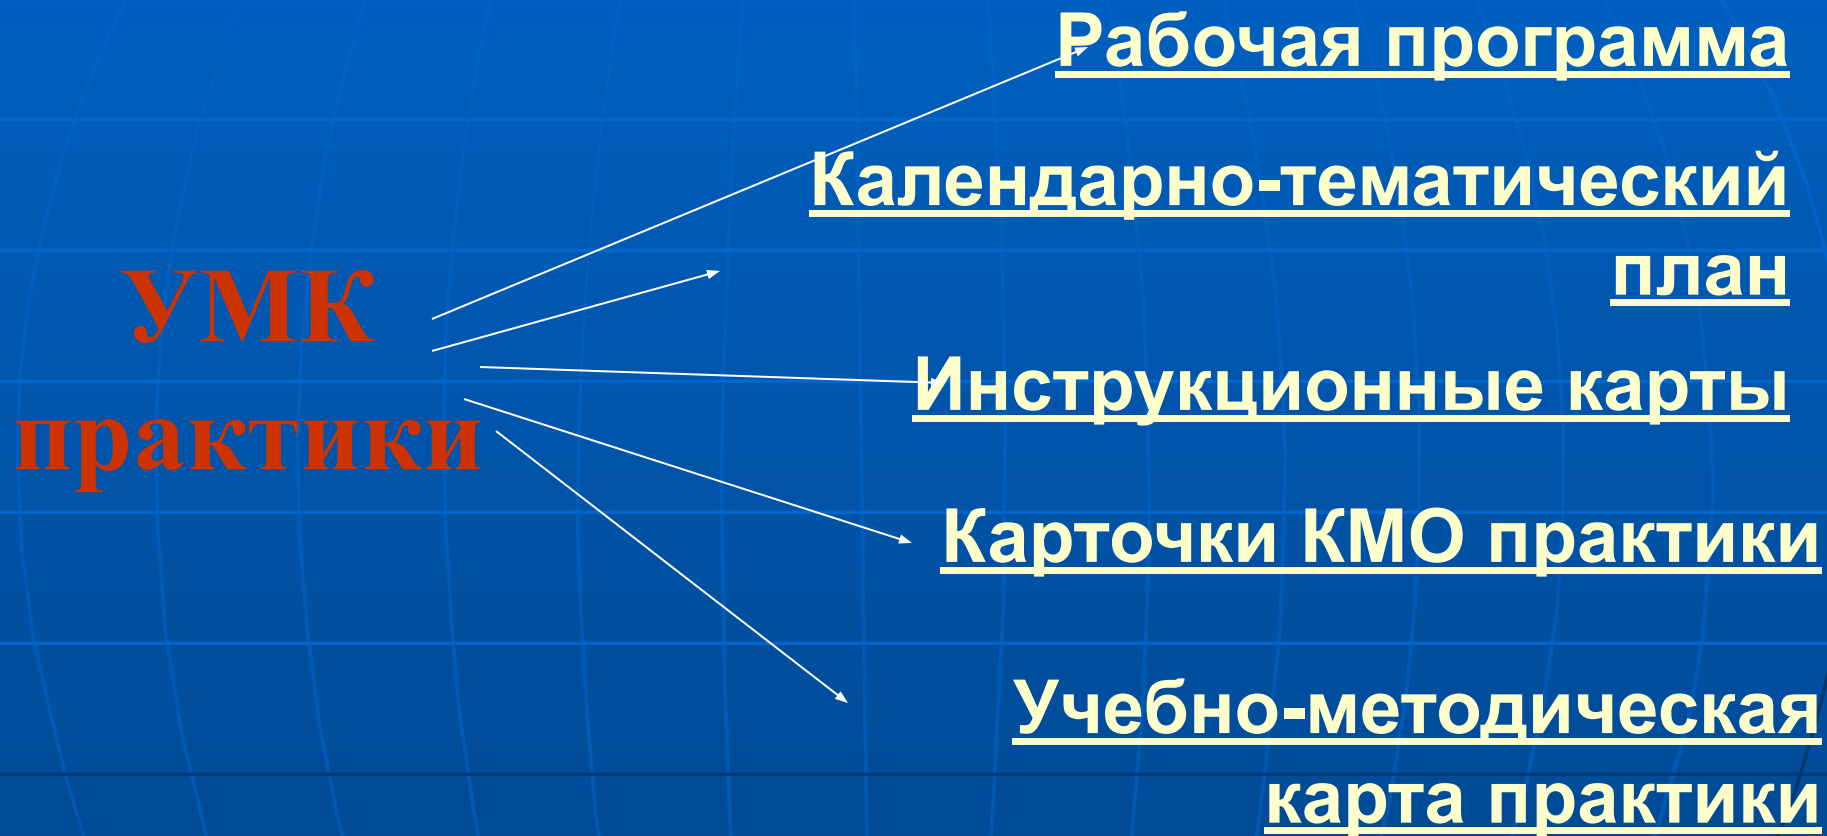 УМК
практики
Рабочая программа
Календарно-тематический
план
Инструкционные карты
Карточки КМО практики
Учебно-методическая
карта практики